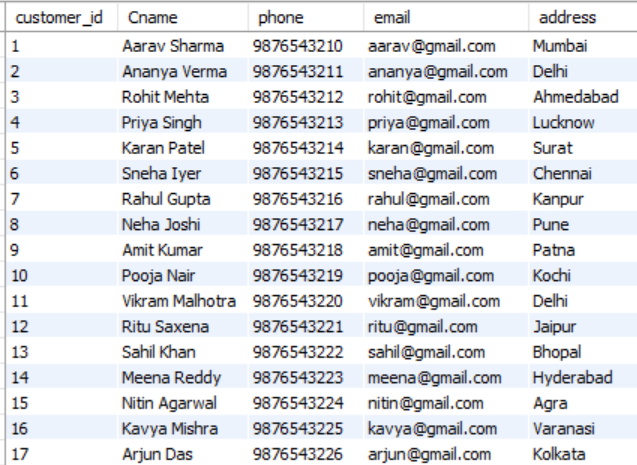 customer_id Cname phone email address
1 Aarav Sharma 9876543210 aarav@gmail.com Mumbai
2 Ananya Verma 9876543211 ananya@gmail.com Delhi
3 Rohit Mehta 9876543212 rohit@gmail.com Ahmedabad
4 Priya Singh 9876543213 priya@gmail.com Lucknow
5 Karan Patel 9876543214 karan@gmail.com Surat
6 Sneha Iyer 9876543215 sneha@gmail.com Chennai
7 Rahul Gupta 9876543216 rahul@gmail.com Kanpur
8 Neha Joshi 9876543217 neha@gmail.com Pune
9 Amit Kumar 9876543218 amit@gmail.com Patna
10 Pooja Nair 9876543219 pooja@gmail.com Kochi
11 Vikram Malhotra 9876543220 vikram@gmail.com Delhi
12 Ritu Saxena 9876543221 ritu@gmail.com Jaipur
13 Sahil Khan 9876543222 sahil@gmail.com Bhopal
14 Meena Reddy 9876543223 meena@gmail.com Hyderabad
15 Nitin Agarwal 9876543224 nitin@gmail.com Agra
16 Kavya Mishra 9876543225 kavya@gmail.com Varanasi
17 Arjun Das 9876543226 arjun@gmail.com Kolkata